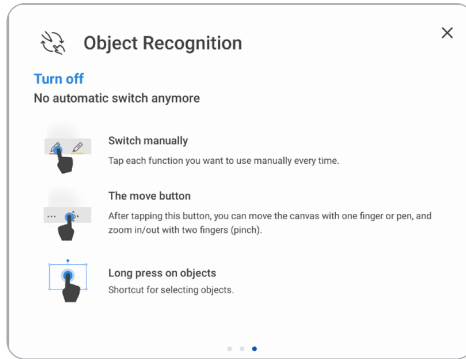 Object Recognition
Turn off
No automatic switch anymore
Switch manually
Tap each function you want to use manually every time.
The move button
After tapping this button, you can move the canvas with one finger or pen, and
zoom in/out with two fingers (pinch).
Long press on objects
Shortcut for selecting objects.